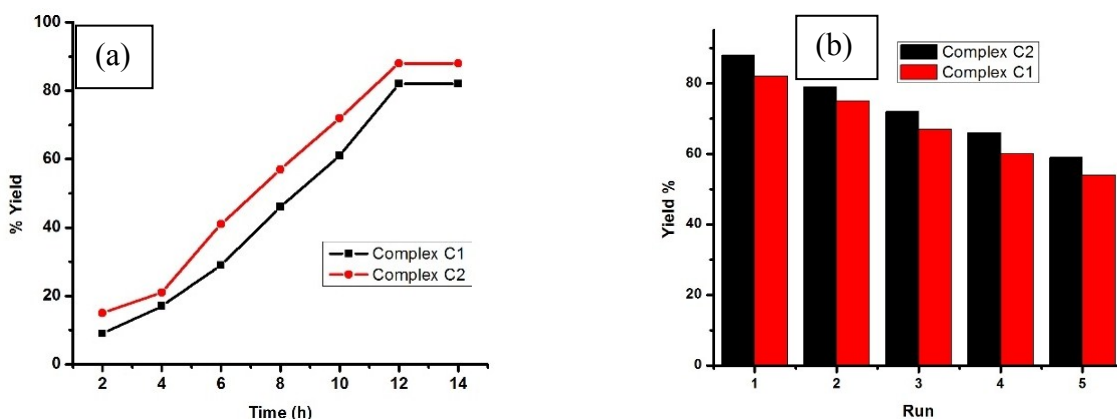 (a)
% Yield
100
80
60
40
20
0
2 4 6 8 10 12 14
Time (h)
Complex C1
Complex C2
(b)
Yield %
80
60
40
20
0
1 2 3 4 5
Run
Complex C2
Complex C1